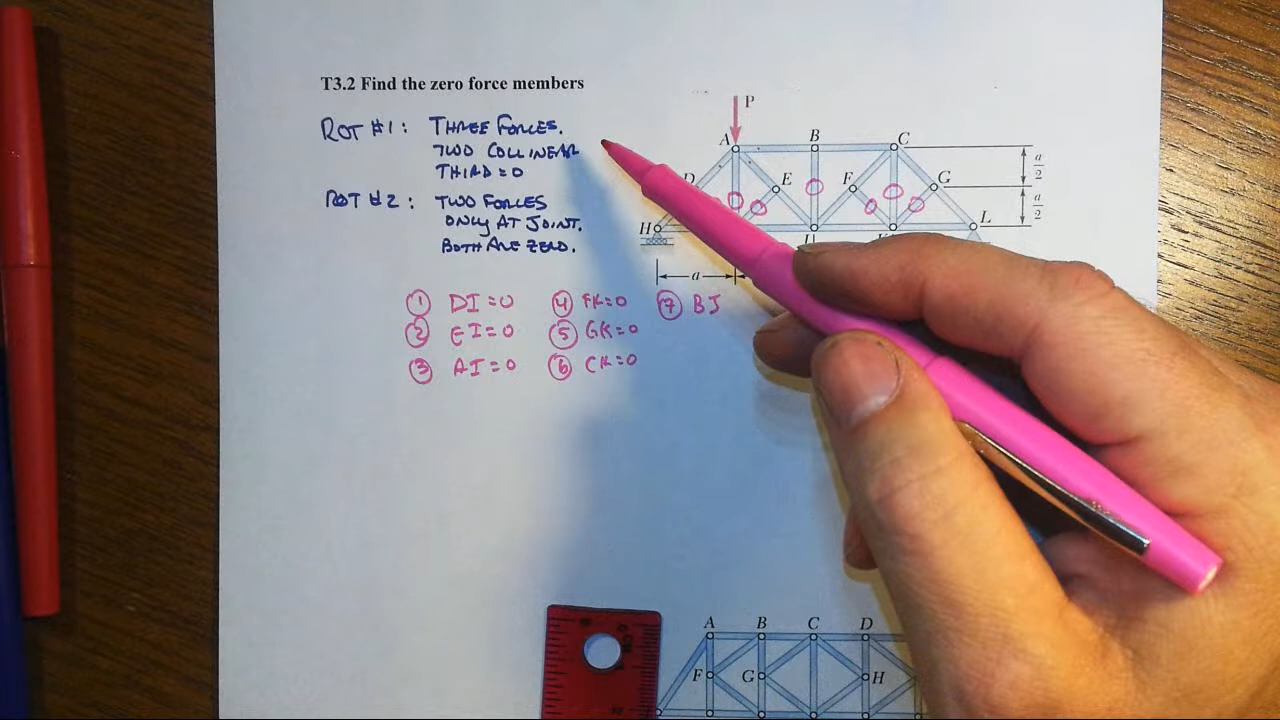 T3.2 Find the zero force members
ROT #1: THREE FORCES.
TWO COLLINEAR
THIRD = 0
ROT #2: TWO FORCES
ONLY AT JOINT.
BOTH ARE ZERO.
① DI = 0 ④ FK = 0 ⑦ BJ
② EI = 0 ⑤ GK = 0
③ AI = 0 ⑥ CK = 0
P
A B C
D E F G
H L
a
a/2
a/2
A B C D
F G H